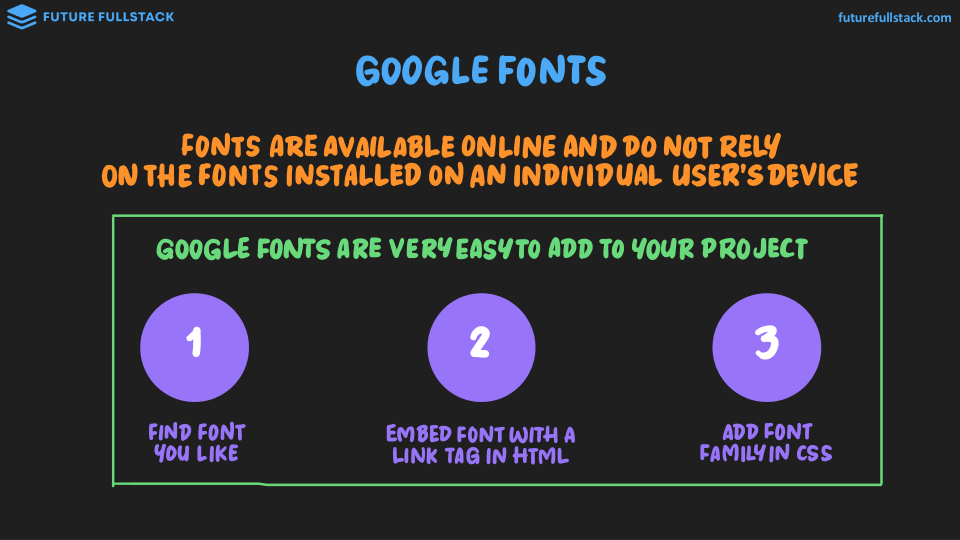 FUTURE FULLSTACK
futurefullstack.com
GOOGLE FONTS
FONTS ARE AVAILABLE ONLINE AND DO NOT RELY
ON THE FONTS INSTALLED ON AN INDIVIDUAL USER'S DEVICE
GOOGLE FONTS ARE VERY EASY TO ADD TO YOUR PROJECT
1
2
3
FIND FONT
YOU LIKE
EMBED FONT WITH A
LINK TAG IN HTML
ADD FONT
FAMILY IN CSS